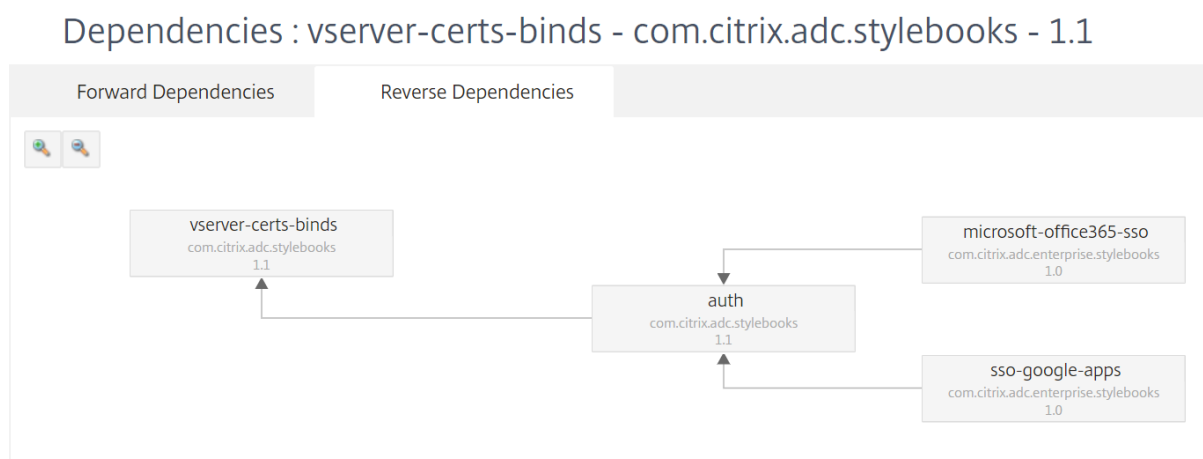 Dependencies : vserver-certs-binds - com.citrix.adc.stylebooks - 1.1
Forward Dependencies
Reverse Dependencies
vserver-certs-binds
com.citrix.adc.stylebooks
1.1
microsoft-office365-sso
com.citrix.adc.enterprise.stylebooks
1.0
auth
com.citrix.adc.stylebooks
1.1
sso-google-apps
com.citrix.adc.enterprise.stylebooks
1.0